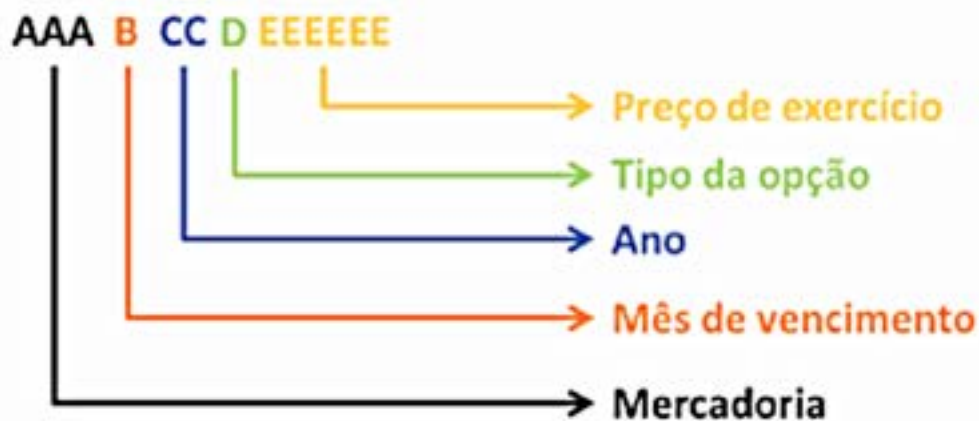 AAA B CC D EEEEEE
Preço de exercício
Tipo da opção
Ano
Mês de vencimento
Mercadoria